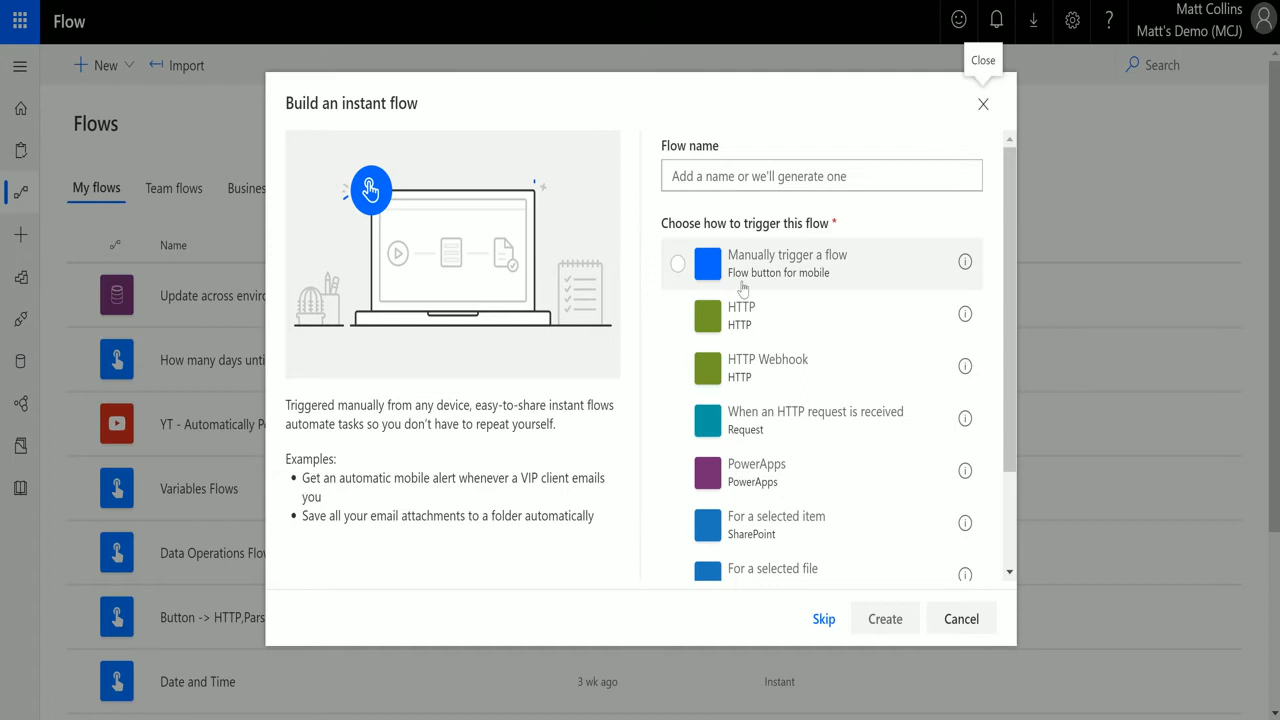 Flow
Matt Collins
Matt's Demo (MCJ)
New
Import
Search
Close
Flows
My flows
Team flows
Busines
Name
Update across enviro
How many days until
YT - Automatically Po
Variables Flows
Data Operations Flo
Button -> HTTP,Pars
Date and Time
3 wk ago
Instant
Build an instant flow
Triggered manually from any device, easy-to-share instant flows
automate tasks so you don't have to repeat yourself.
Examples:
• Get an automatic mobile alert whenever a VIP client emails
you
• Save all your email attachments to a folder automatically
Flow name
Add a name or we'll generate one
Choose how to trigger this flow *
Manually trigger a flow
Flow button for mobile
HTTP
HTTP
HTTP Webhook
HTTP
When an HTTP request is received
Request
PowerApps
PowerApps
For a selected item
SharePoint
For a selected file
Skip
Create
Cancel